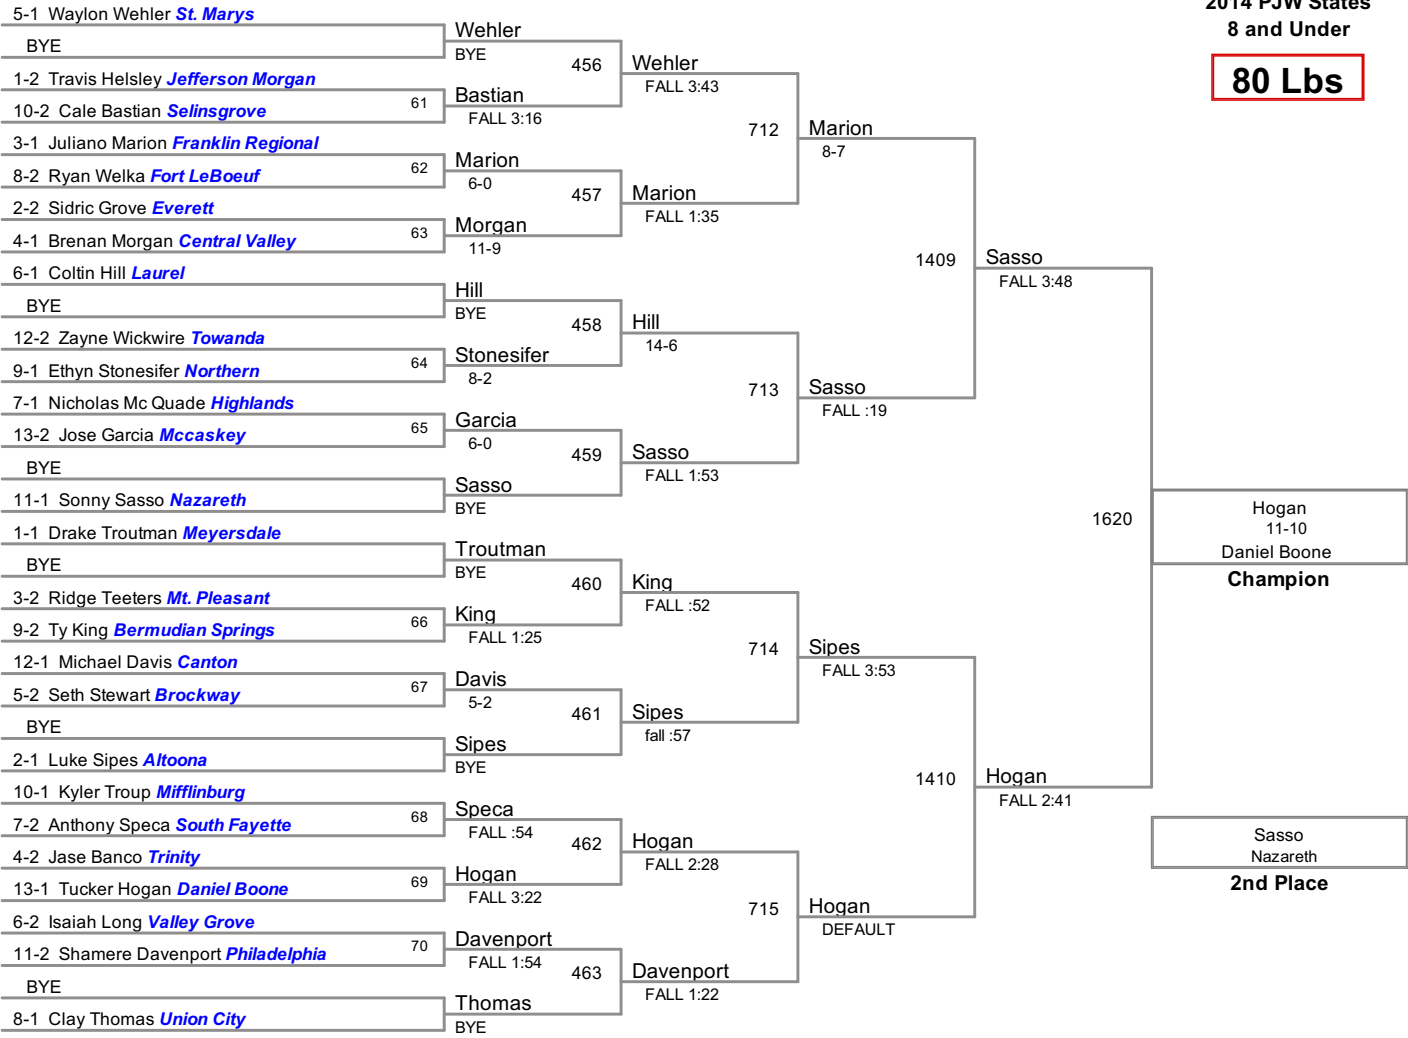 2014 PJW States
8 and Under
80 Lbs
5-1 Waylon Wehler St. Marys
BYE
1-2 Travis Helsley Jefferson Morgan
10-2 Cale Bastian Selinsgrove
3-1 Juliano Marion Franklin Regional
8-2 Ryan Welka Fort LeBoeuf
2-2 Sidric Grove Everett
4-1 Brenan Morgan Central Valley
6-1 Coltin Hill Laurel
BYE
12-2 Zayne Wickwire Towanda
9-1 Ethyn Stonesifer Northern
7-1 Nicholas Mc Quade Highlands
13-2 Jose Garcia Mccaskey
BYE
11-1 Sonny Sasso Nazareth
1-1 Drake Troutman Meyersdale
BYE
3-2 Ridge Teeters Mt. Pleasant
9-2 Ty King Bermudian Springs
12-1 Michael Davis Canton
5-2 Seth Stewart Brockway
BYE
2-1 Luke Sipes Altoona
10-1 Kyler Troup Mifflinburg
7-2 Anthony Speca South Fayette
4-2 Jase Banco Trinity
13-1 Tucker Hogan Daniel Boone
6-2 Isaiah Long Valley Grove
11-2 Shamere Davenport Philadelphia
BYE
8-1 Clay Thomas Union City
61
62
63
64
65
66
67
68
69
70
Wehler
BYE
Bastian
FALL 3:16
Marion
6-0
Morgan
11-9
Hill
BYE
Stonesifer
8-2
Garcia
6-0
Sasso
BYE
Troutman
BYE
King
FALL 1:25
Davis
5-2
Sipes
BYE
Speca
FALL :54
Hogan
FALL 3:22
Davenport
FALL 1:54
Thomas
BYE
456
457
458
459
460
461
462
463
Wehler
FALL 3:43
Marion
FALL 1:35
Hill
14-6
Sasso
FALL 1:53
King
FALL :52
Sipes
fall :57
Hogan
FALL 2:28
Davenport
FALL 1:22
712
713
714
715
Marion
8-7
Sasso
FALL :19
Sipes
FALL 3:53
Hogan
DEFAULT
1409
1410
Sasso
FALL 3:48
Hogan
FALL 2:41
1620
Hogan
11-10
Daniel Boone
Champion
Sasso
Nazareth
2nd Place